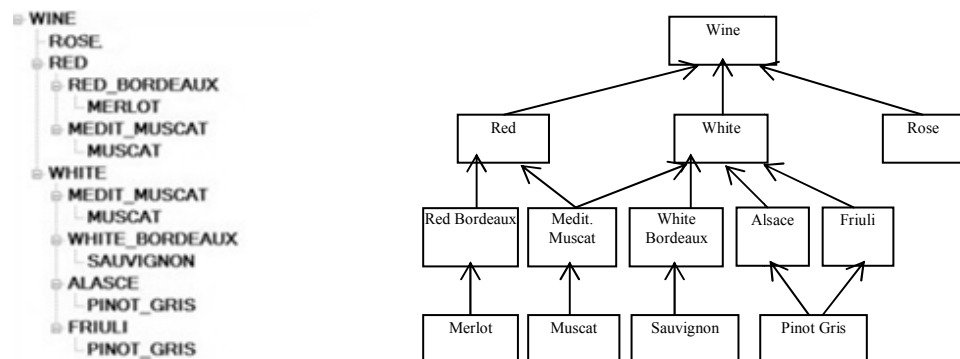 WINE
ROSE
RED
RED_BORDEAUX
MERLOT
MEDIT_MUSCAT
MUSCAT
WHITE
MEDIT_MUSCAT
MUSCAT
WHITE_BORDEAUX
SAUVIGNON
ALASCE
PINOT_GRIS
FRIULI
PINOT_GRIS
Wine
Red
White
Rose
Red Bordeaux
Medit.
Muscat
White
Bordeaux
Alsace
Friuli
Merlot
Muscat
Sauvignon
Pinot Gris